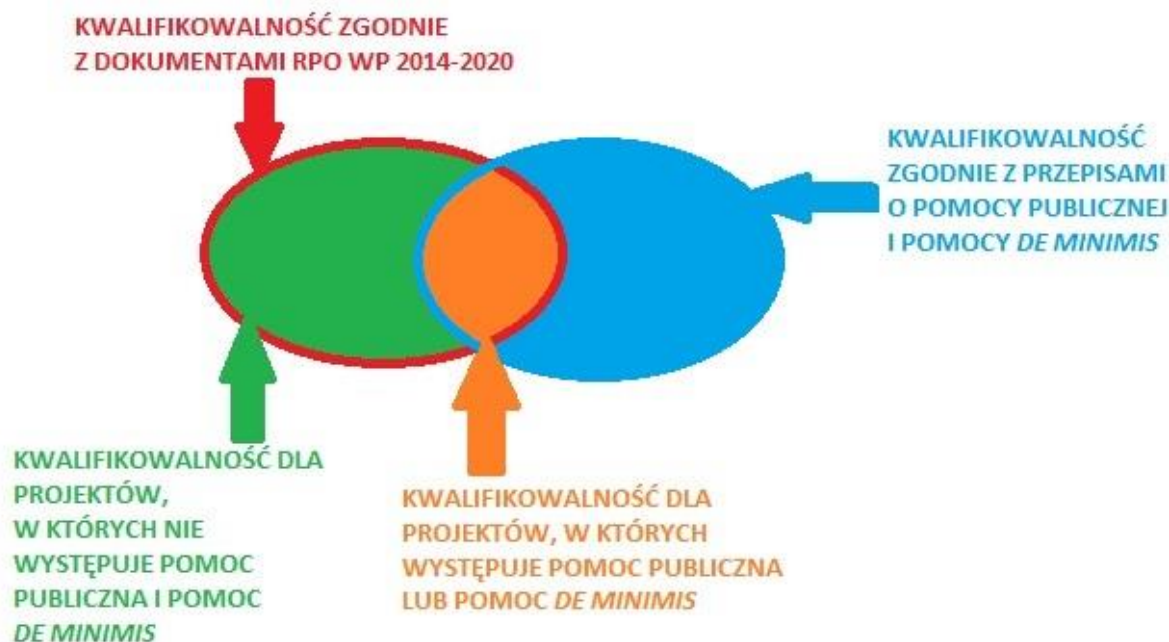 KWALIFIKOWALNOŚĆ ZGODNIE
Z DOKUMENTAMI RPO WP 2014-2020
KWALIFIKOWALNOŚĆ
ZGODNIE Z PRZEPISAMI
O POMOCY PUBLICZNEJ
I POMOCY DE MINIMIS
KWALIFIKOWALNOŚĆ DLA
PROJEKTÓW,
W KTÓRYCH NIE
WYSTĘPUJE POMOC
PUBLICZNA I POMOC
DE MINIMIS
KWALIFIKOWALNOŚĆ DLA
PROJEKTÓW, W KTÓRYCH
WYSTĘPUJE POMOC PUBLICZNA
LUB POMOC DE MINIMIS